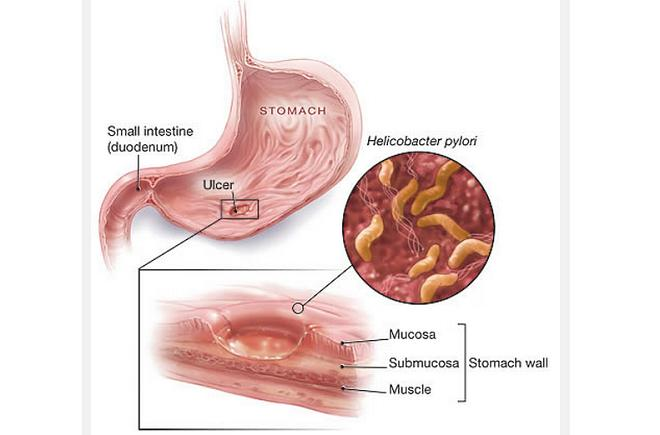 STOMACH
Small intestine
(duodenum)
Helicobacter pylori
Ulcer
Mucosa
Submucosa
Stomach wall
Muscle